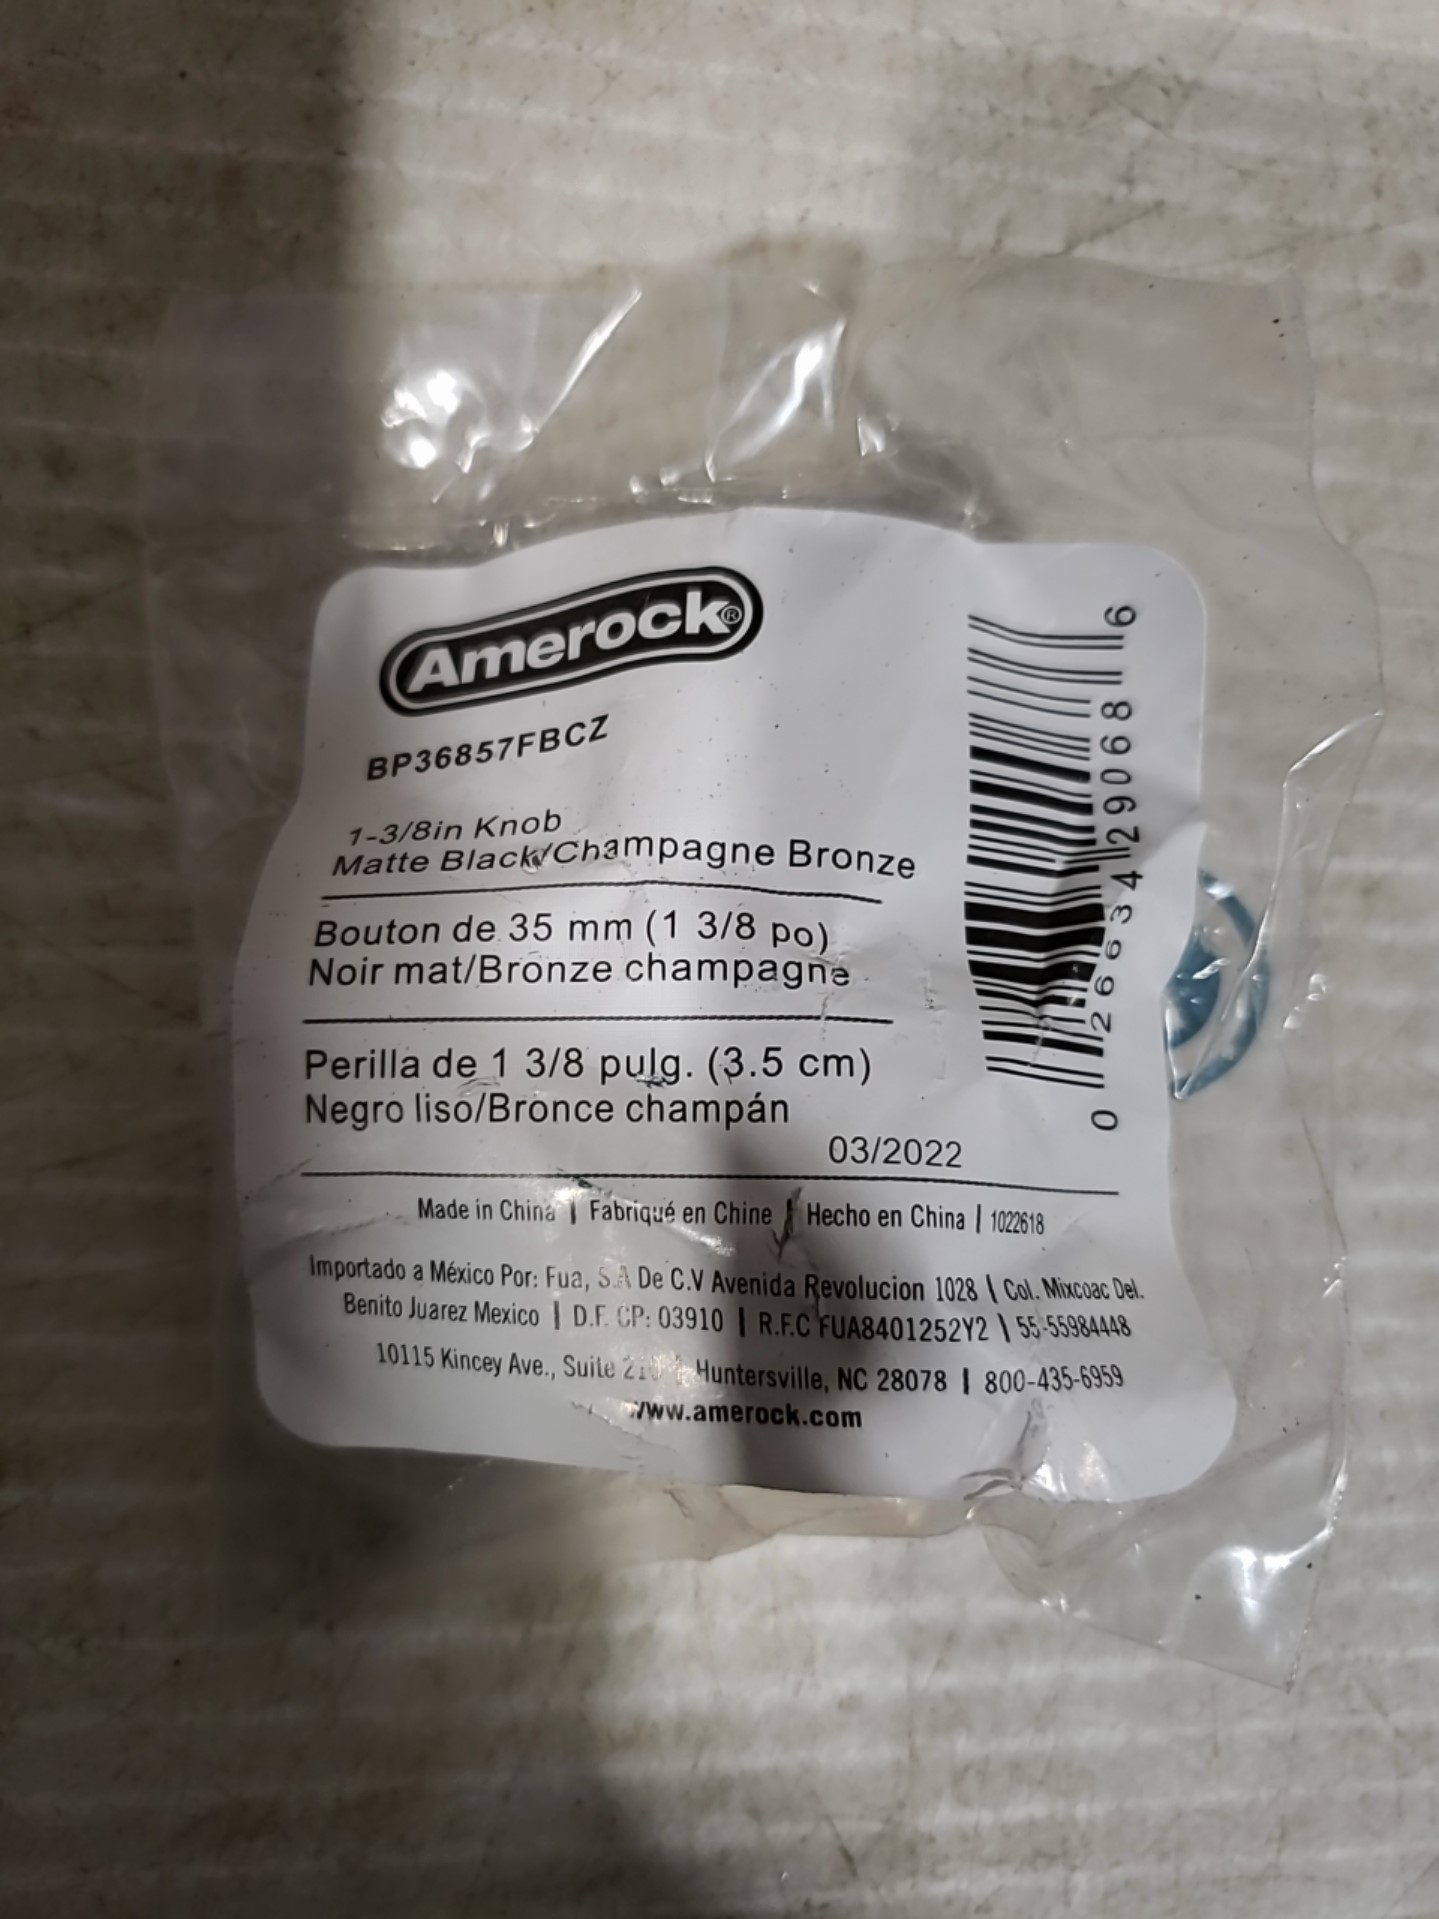 Amerock®
BP36857FBCZ
1-3/8in Knob
Matte Black/Champagne Bronze
Bouton de 35 mm (1 3/8 po)
Noir mat/Bronze champagne
Perilla de 1 3/8 pulg. (3.5 cm)
Negro liso/Bronce champán
03/2022
Made in China | Fabriqué en Chine | Hecho en China | 1022618
Importado a México Por: Fua, S.A De C.V Avenida Revolucion 1028 | Col. Mixcoac Del.
Benito Juarez Mexico | D.F. CP: 03910 | R.F.C FUA8401252Y2 | 55-55984448
10115 Kincey Ave., Suite Huntersville, NC 28078 | 800-435-6959
www.amerock.com
0 26634 29068 6